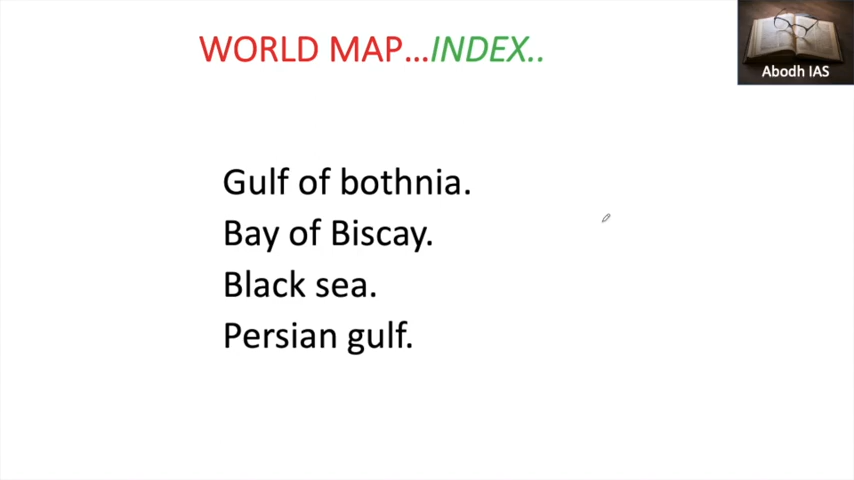 WORLD MAP...INDEX..
Abodh IAS
Gulf of bothnia.
Bay of Biscay.
Black sea.
Persian gulf.